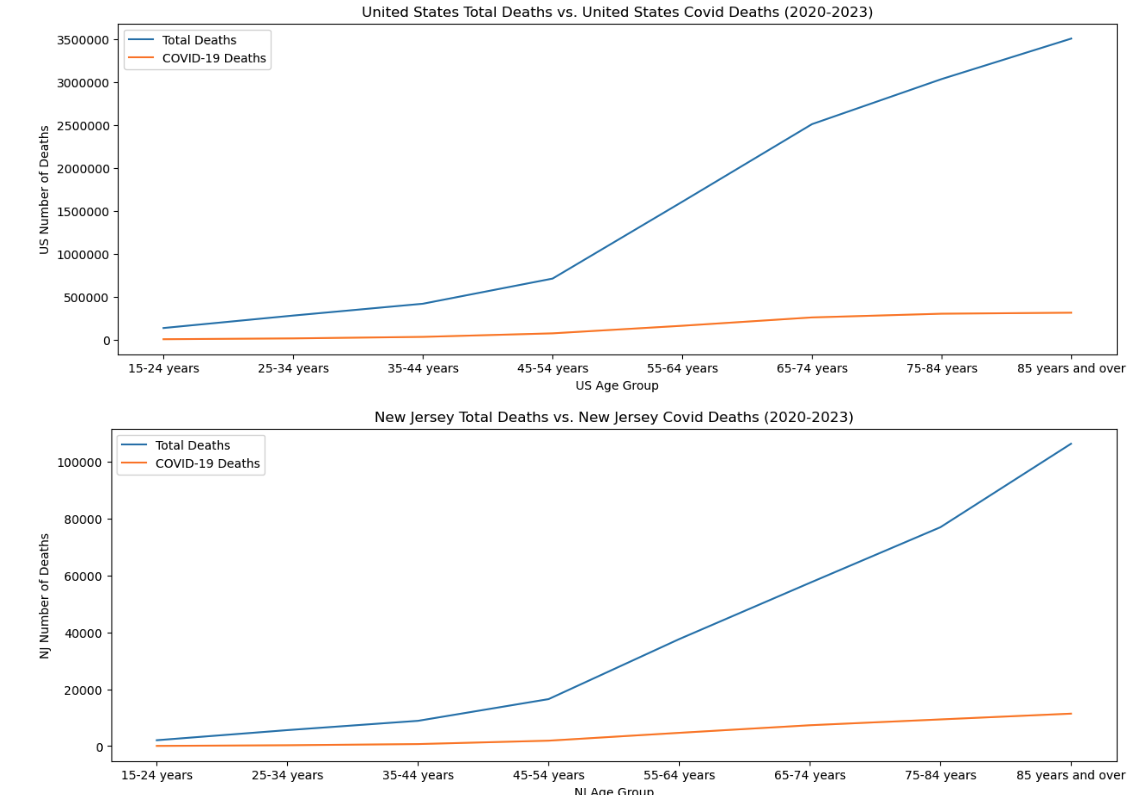 United States Total Deaths vs. United States Covid Deaths (2020-2023)
Total Deaths
COVID-19 Deaths
US Number of Deaths
3500000
3000000
2500000
2000000
1500000
1000000
500000
0
15-24 years 25-34 years 35-44 years 45-54 years 55-64 years 65-74 years 75-84 years 85 years and over
US Age Group
New Jersey Total Deaths vs. New Jersey Covid Deaths (2020-2023)
Total Deaths
COVID-19 Deaths
NJ Number of Deaths
100000
80000
60000
40000
20000
0
15-24 years 25-34 years 35-44 years 45-54 years 55-64 years 65-74 years 75-84 years 85 years and over
NJ Age Group